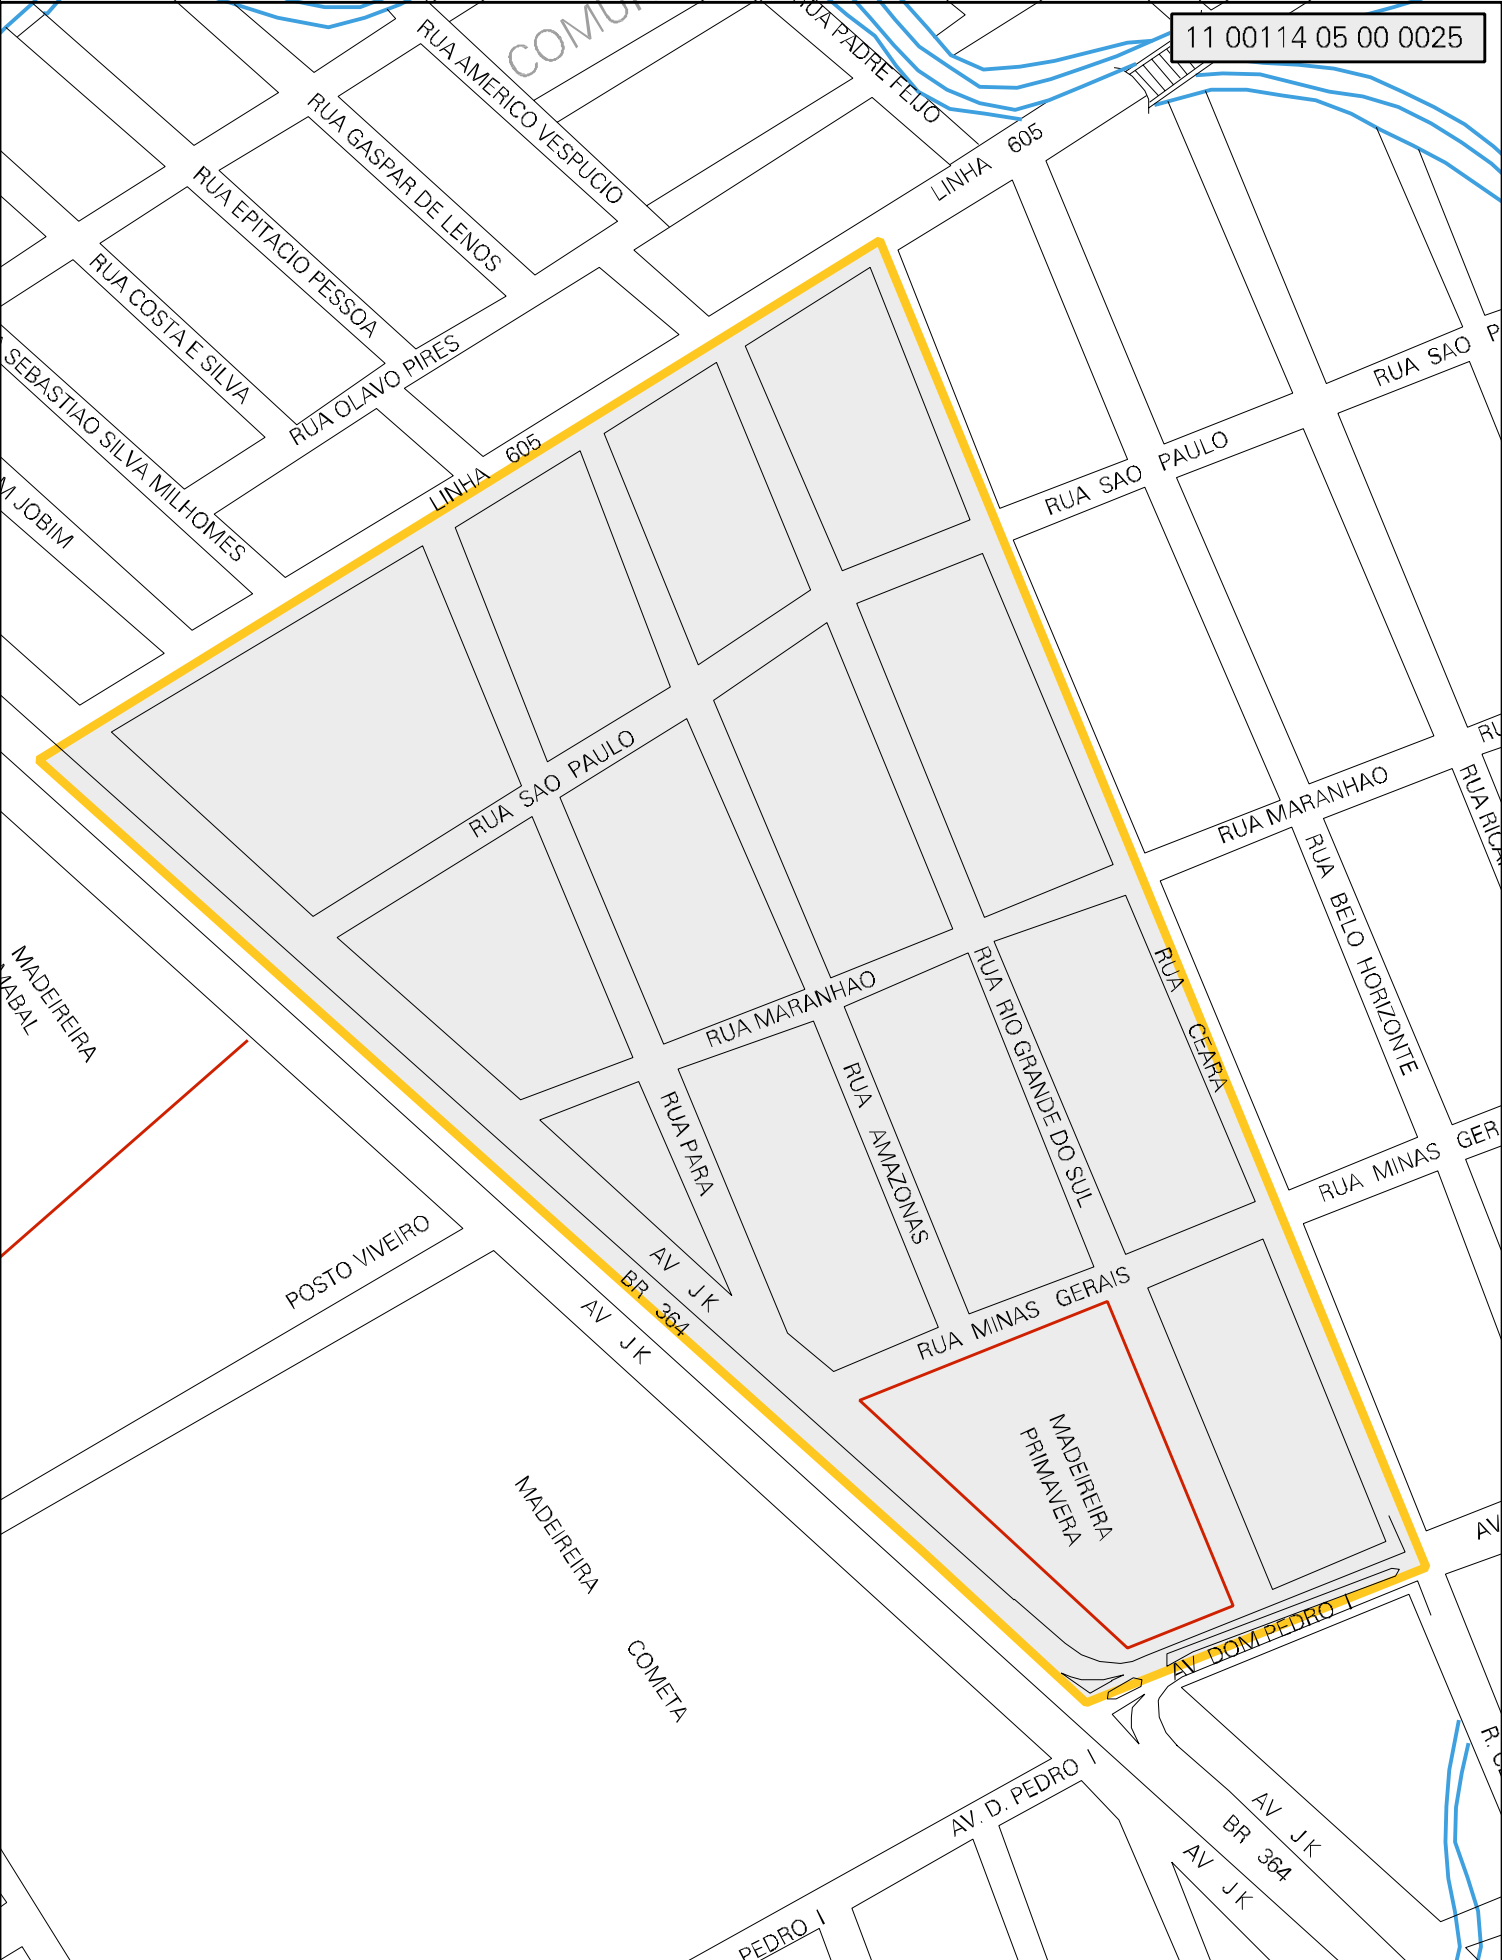 11 00114 05 00 0025
RUA PADRE FEIJO
RUA AMERICO VESPUCIO
RUA GASPAR DE LENOS
RUA EPITACIO PESSOA
RUA COSTA E SILVA
SEBASTIAO SILVA MILHOMES
JOBIM
RUA OLAVO PIRES
LINHA 605
LINHA 605
RUA SAO
RUA SAO PAULO
RUA SAO PAULO
RUA MARANHAO
RUA MARANHAO
RUA BELO HORIZONTE
RUA CEARA
RUA RIO GRANDE DO SUL
RUA AMAZONAS
RUA PARA
RUA MINAS
RUA MINAS GERAIS
MADEIREIRA
MADEIREIRA
PRIMAVERA
POSTO VIVEIRO
AV JK
BR 364
AV JK
MADEIREIRA
COMETA
AV DOM PEDRO I
AV
AV. D. PEDRO I
PEDRO I
AV JK
BR 364
AV JK